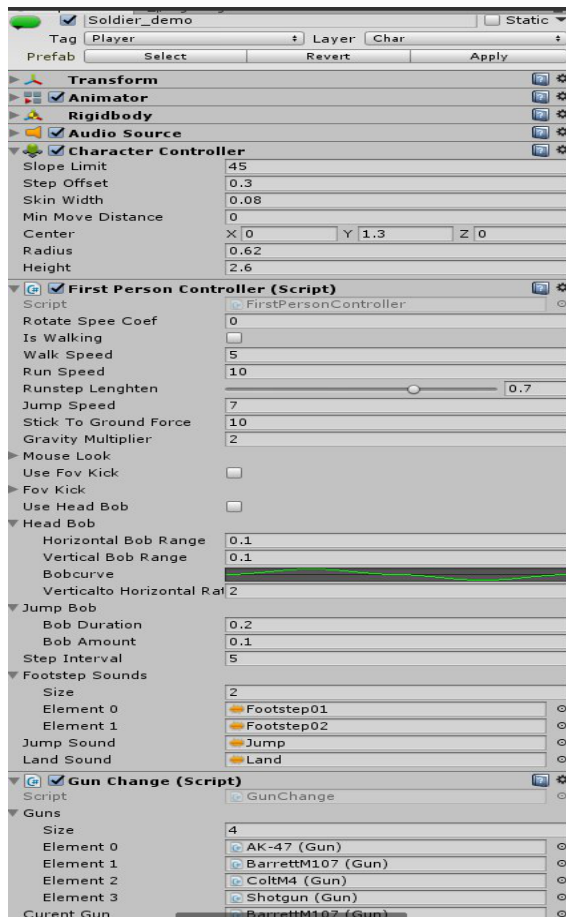 Soldier_demo Static
Tag Player Layer Char
Prefab Select Revert Apply
Transform
Animator
Rigidbody
Audio Source
Character Controller
Slope Limit 45
Step Offset 0.3
Skin Width 0.08
Min Move Distance 0
Center X 0 Y 1.3 Z 0
Radius 0.62
Height 2.6
First Person Controller (Script)
Script FirstPersonController
Rotate Spee Coef 0
Is Walking
Walk Speed 5
Run Speed 10
Runstep Lenghten 0.7
Jump Speed 7
Stick To Ground Force 10
Gravity Multiplier 2
Mouse Look
Use Fov Kick
Fov Kick
Use Head Bob
Head Bob
Horizontal Bob Range 0.1
Vertical Bob Range 0.1
Bobcurve
Verticalto Horizontal Rat 2
Jump Bob
Bob Duration 0.2
Bob Amount 0.1
Step Interval 5
Footstep Sounds
Size 2
Element 0 Footstep01
Element 1 Footstep02
Jump Sound Jump
Land Sound Land
Gun Change (Script)
Script GunChange
Guns
Size 4
Element 0 AK-47 (Gun)
Element 1 BarrettM107 (Gun)
Element 2 ColtM4 (Gun)
Element 3 Shotgun (Gun)
Curent Gun BarrettM107 (Gun)